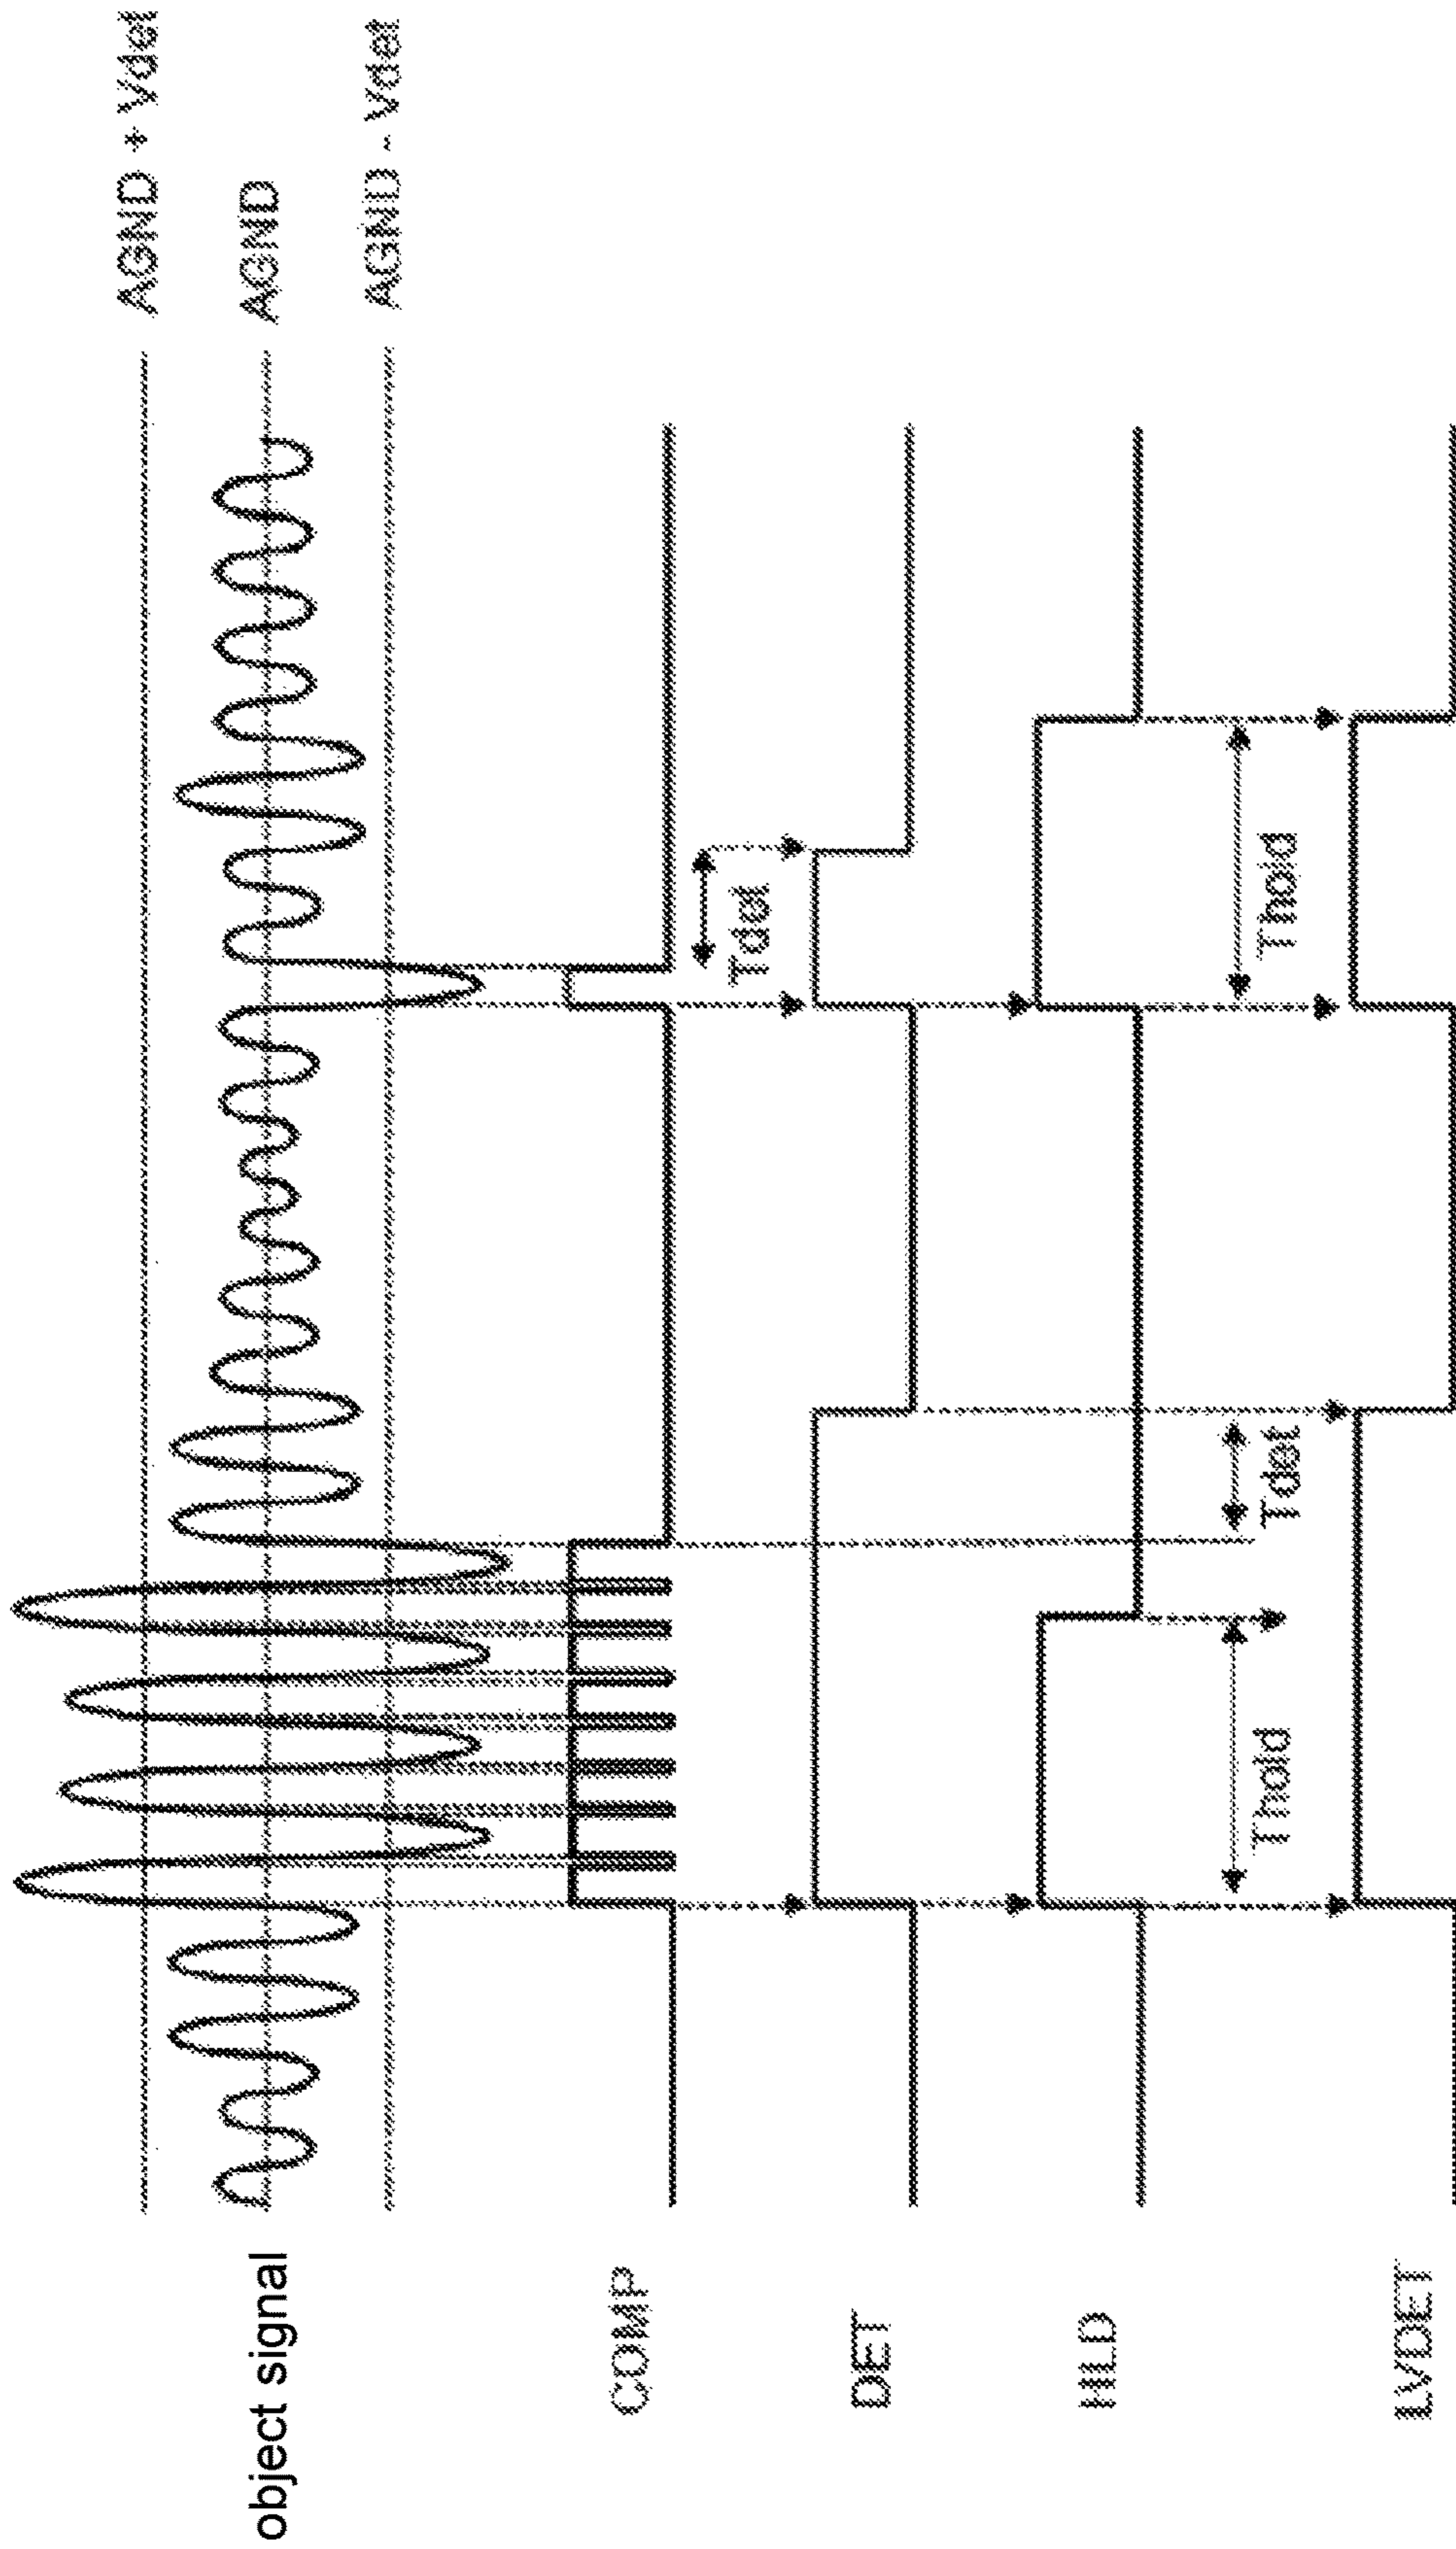 AGND + Vdet
AGND
AGND - Vdet
object signal
COMP
Tdet
DET
HLD
Thold
Tdet
Thold
LVDET